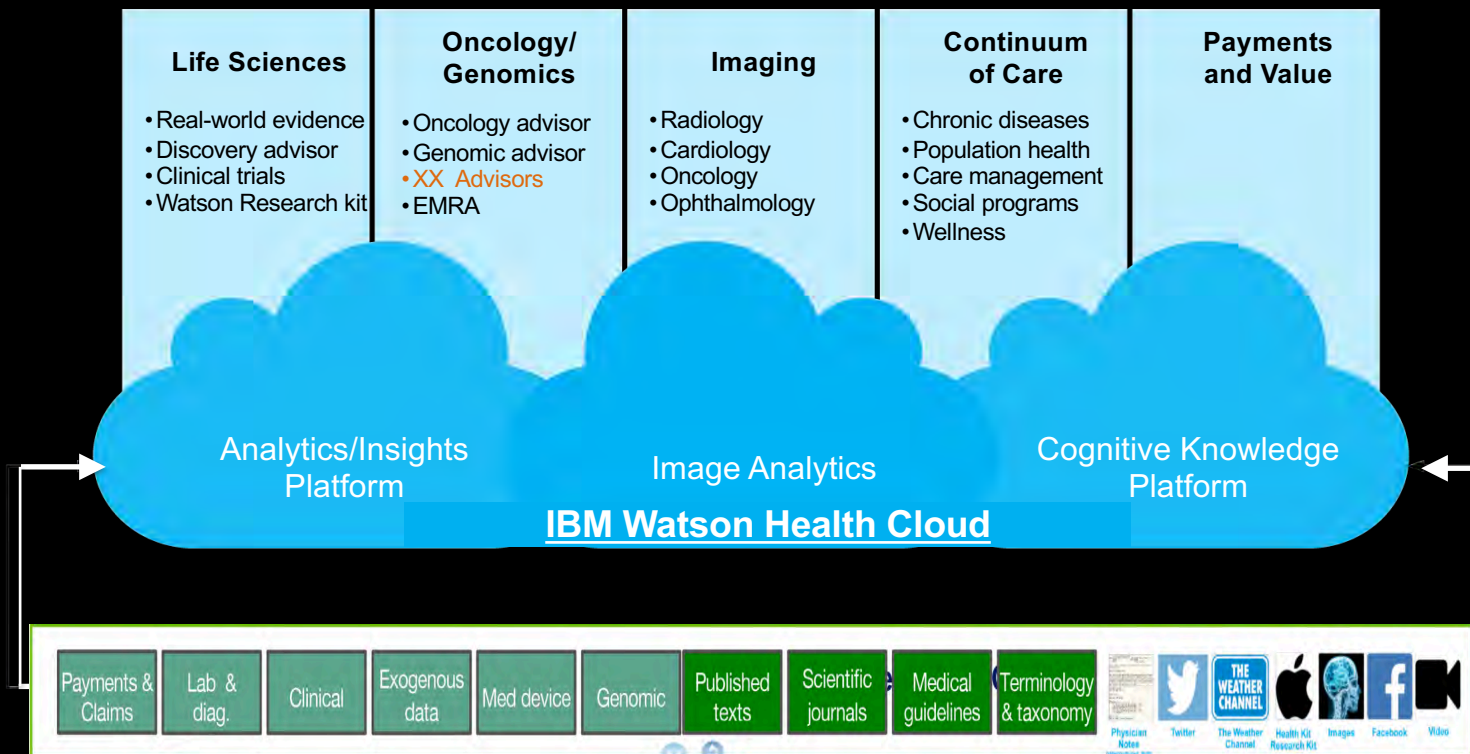 Life Sciences
•Real-world evidence
•Discovery advisor
•Clinical trials
•Watson Research kit
Oncology/
Genomics
•Oncology advisor
•Genomic advisor
•XX Advisors
•EMRA
Imaging
•Radiology
•Cardiology
•Oncology
•Ophthalmology
Continuum
of Care
•Chronic diseases
•Population health
•Care management
•Social programs
•Wellness
Payments
and Value
Analytics/Insights
Platform
Image Analytics
Cognitive Knowledge
Platform
IBM Watson Health Cloud
Payments &
Claims
Lab &
diag.
Clinical
Exogenous
data
Med device
Genomic
Published
texts
Scientific
journals
Medical
guidelines
Terminology
& taxonomy
Physician
Notes
Twitter
THE
WEATHER
CHANNEL
The Weather
Channel
Health Kit
Research Kit
Images
Facebook
Video